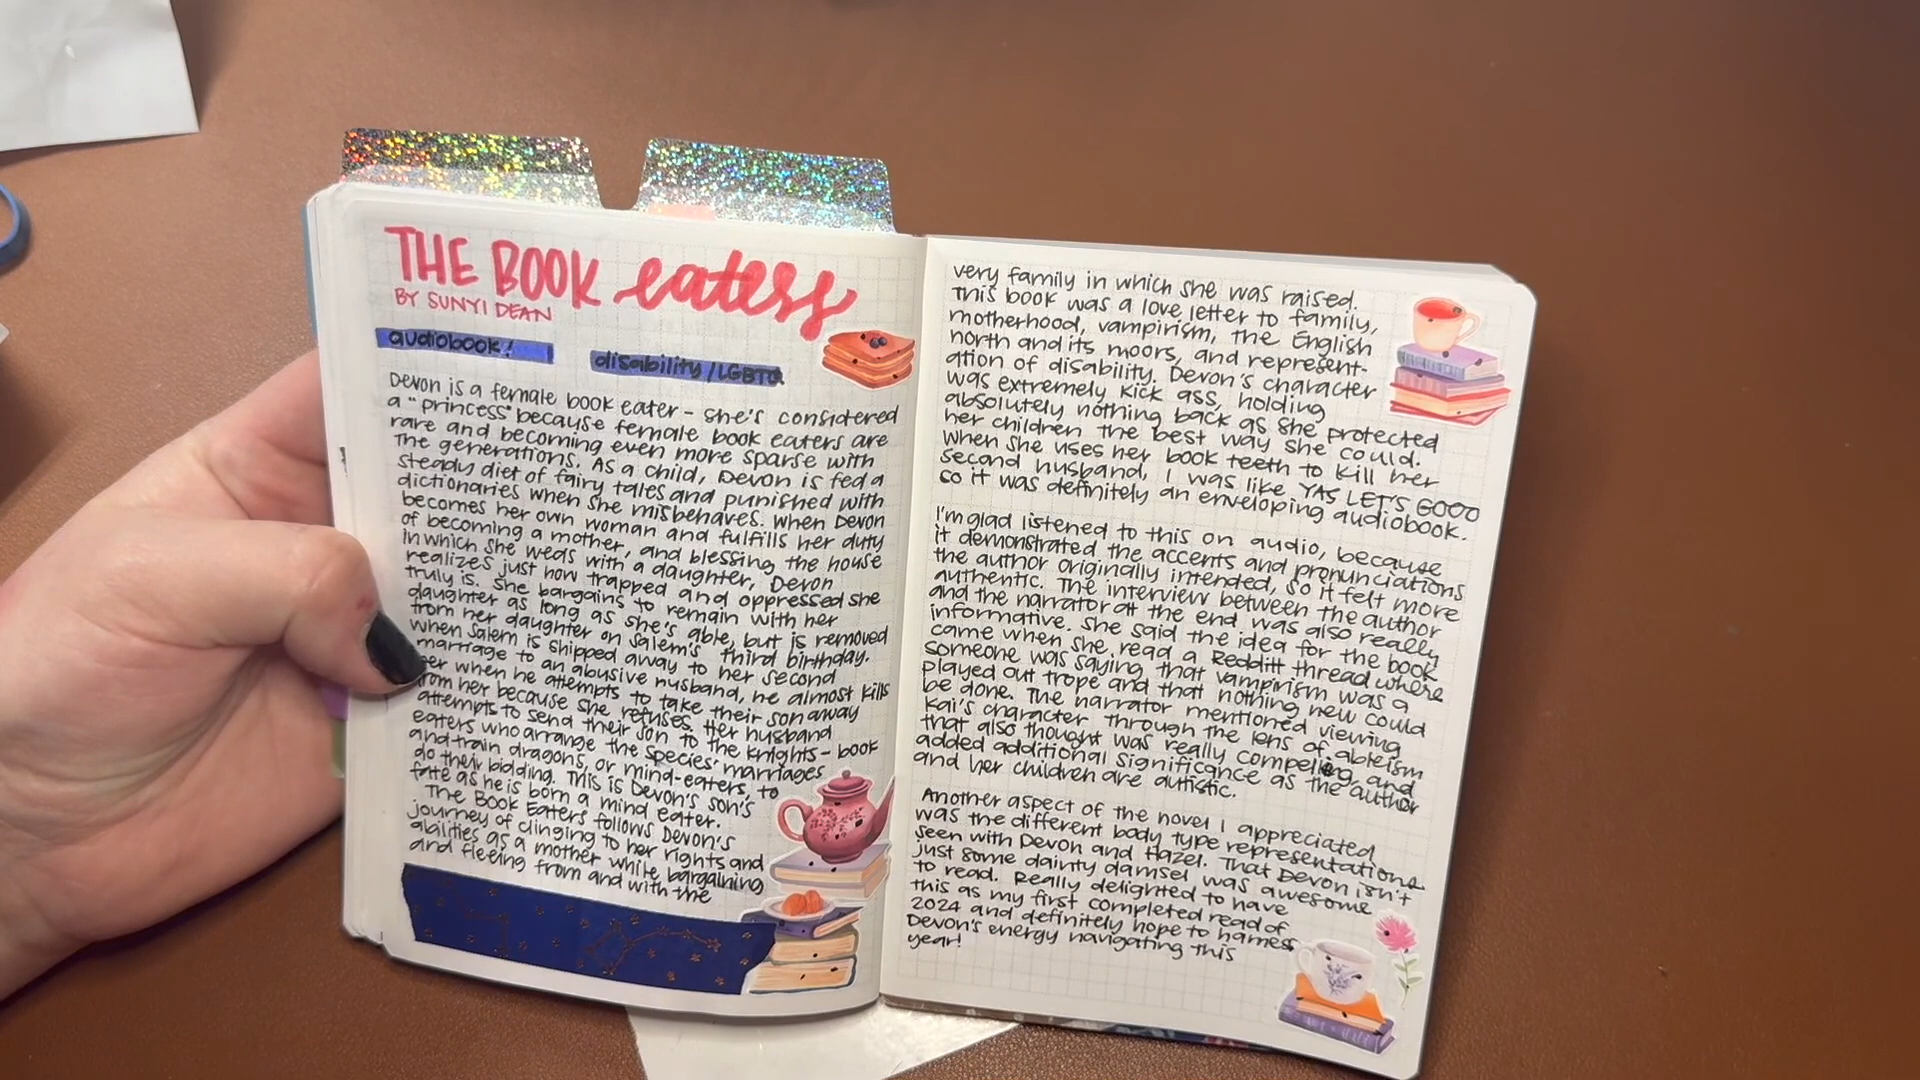 THE BOOK eaters
BY SUNYI DEAN
audiobook!
disability/LGBTQ
Devon is a female book eater - she's considered
a "princess" because female book eaters are
rare and becoming even more sparse with
the generations. As a child, Devon is fed a
steady diet of fairy tales and punished with
dictionaries when she misbehaves. When Devon
becomes her own woman and fulfills her duty
of becoming a mother, and blessing the house
in which she weds with a daughter, Devon
realizes just how trapped and oppressed she
truly is. She bargains to remain with her
daughter as long as she's able, but is removed
from her daughter on Salem's third birthday.
When Salem is shipped away to her second
marriage to an abusive husband, he almost kills
her when he attempts to take their son away
from her because she refuses. Her husband
attempts to send their son to the Knights - book
eaters who arrange the species' marriages
and train dragons, or mind-eaters, to
do their bidding. This is Devon's son's
fate as he is born a mind eater.
The Book Eaters follows Devon's
journey of clinging to her rights and
abilities as a mother while bargaining
and fleeing from and with the
very family in which she was raised.
This book was a love letter to family,
motherhood, vampirism, the English
north and its moors, and represent-
ation of disability. Devon's character
was extremely kick ass, holding
absolutely nothing back as she protected
her children the best way she could.
When she uses her book teeth to kill her
second husband, I was like YAS LET'S GOOO
so it was definitely an enveloping audiobook.
I'm glad listened to this on audio, because
it demonstrated the accents and pronunciations
the author originally intended, so it felt more
authentic. The interview between the author
and the narrator at the end was also really
informative. She said the idea for the book
came when she read a Redditt thread where
someone was saying that vampirism was a
played out trope and that nothing new could
be done. The narrator mentioned viewing
Kai's character through the lens of ableism
that also thought was really compelling, and
added additional significance as the author
and her children are autistic.
Another aspect of the novel I appreciated
was the different body type representations
seen with Devon and Hazel. That Devon isn't
just some dainty damsel was awesome
to read. Really delighted to have
this as my first completed read of
2024 and definitely hope to harness
Devon's energy navigating this
year!